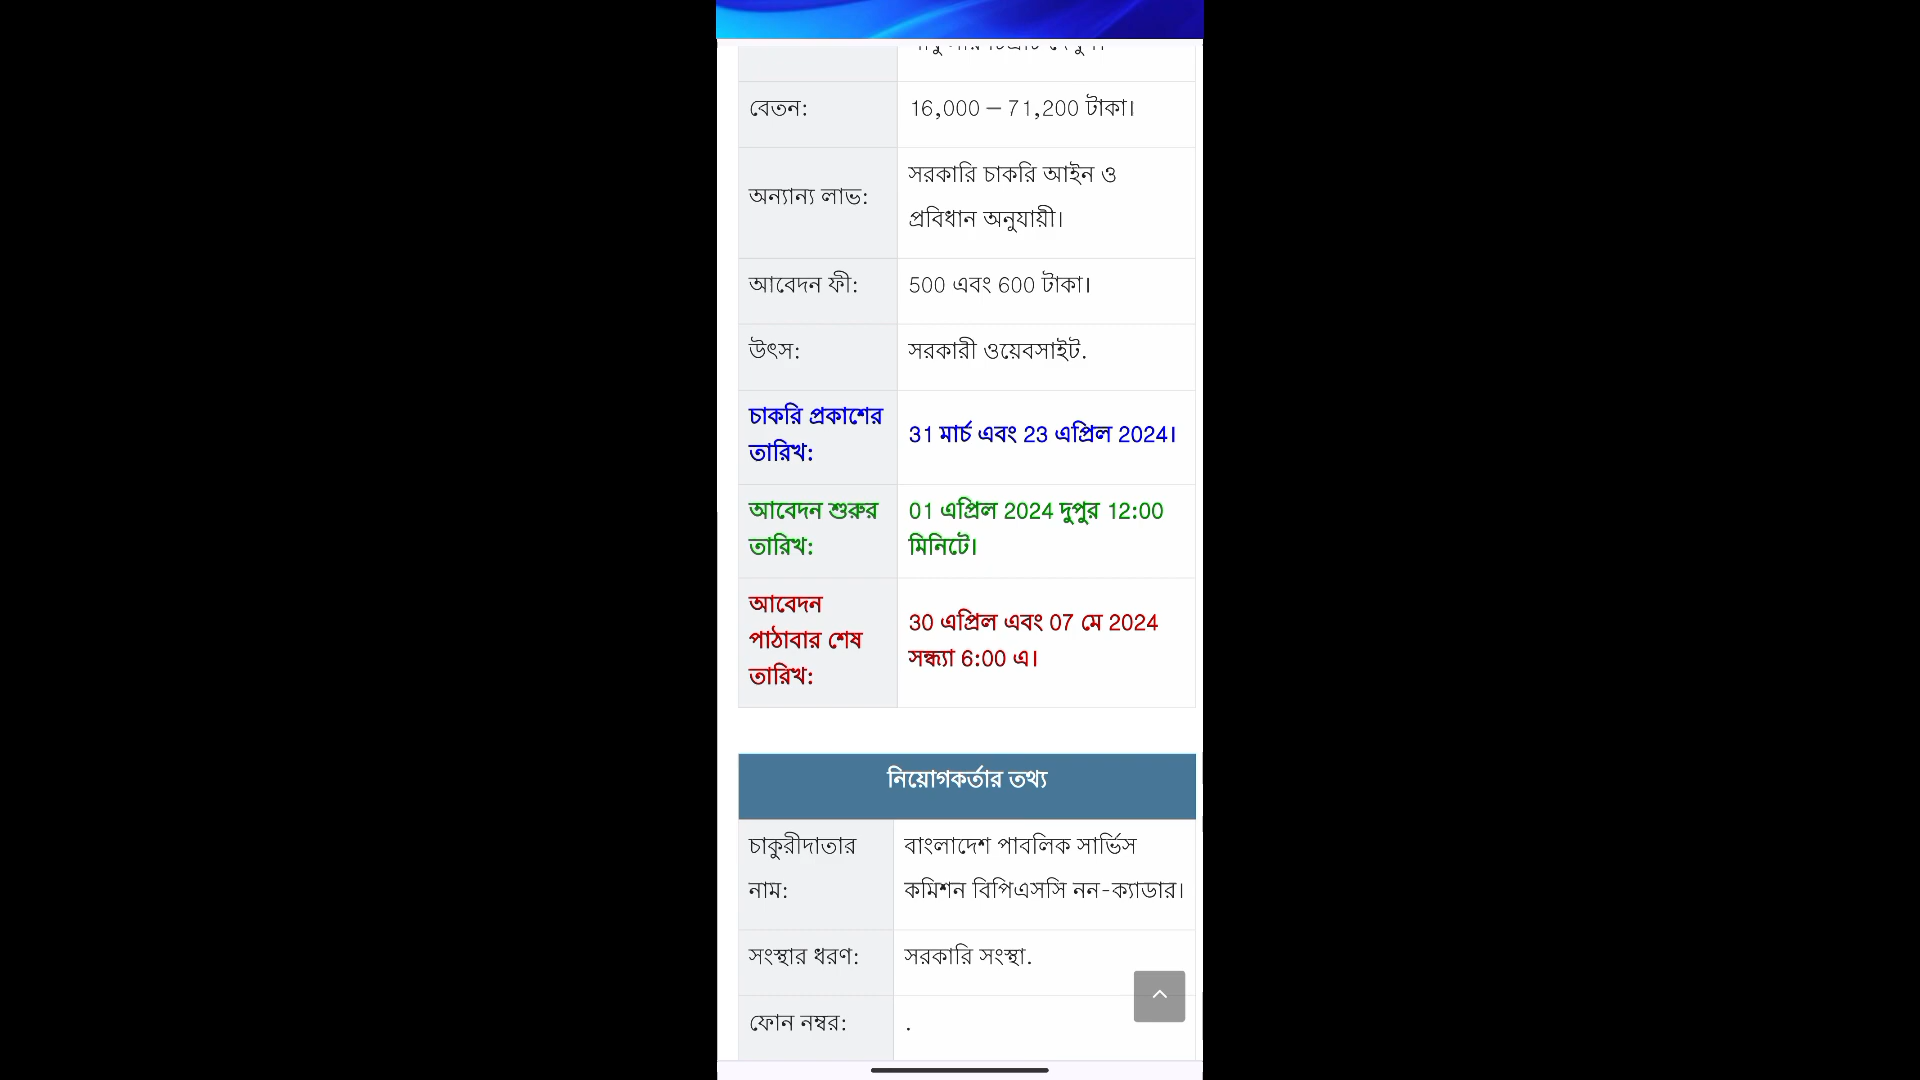 বেতন:
16,000 – 71,200 টাকা।
অন্যান্য লাভ:
সরকারি চাকরি আইন ও
প্রবিধান অনুযায়ী।
আবেদন ফী:
500 এবং 600 টাকা।
উৎস:
সরকারী ওয়েবসাইট.
চাকরি প্রকাশের
তারিখ:
31 মার্চ এবং 23 এপ্রিল 2024।
আবেদন শুরুর
তারিখ:
01 এপ্রিল 2024 দুপুর 12:00
মিনিটে।
আবেদন
পাঠাবার শেষ
তারিখ:
30 এপ্রিল এবং 07 মে 2024
সন্ধ্যা 6:00 এ।
নিয়োগকর্তার তথ্য
চাকুরীদাতার
নাম:
বাংলাদেশ পাবলিক সার্ভিস
কমিশন বিপিএসসি নন-ক্যাডার।
সংস্থার ধরণ:
সরকারি সংস্থা.
ফোন নম্বর:
.